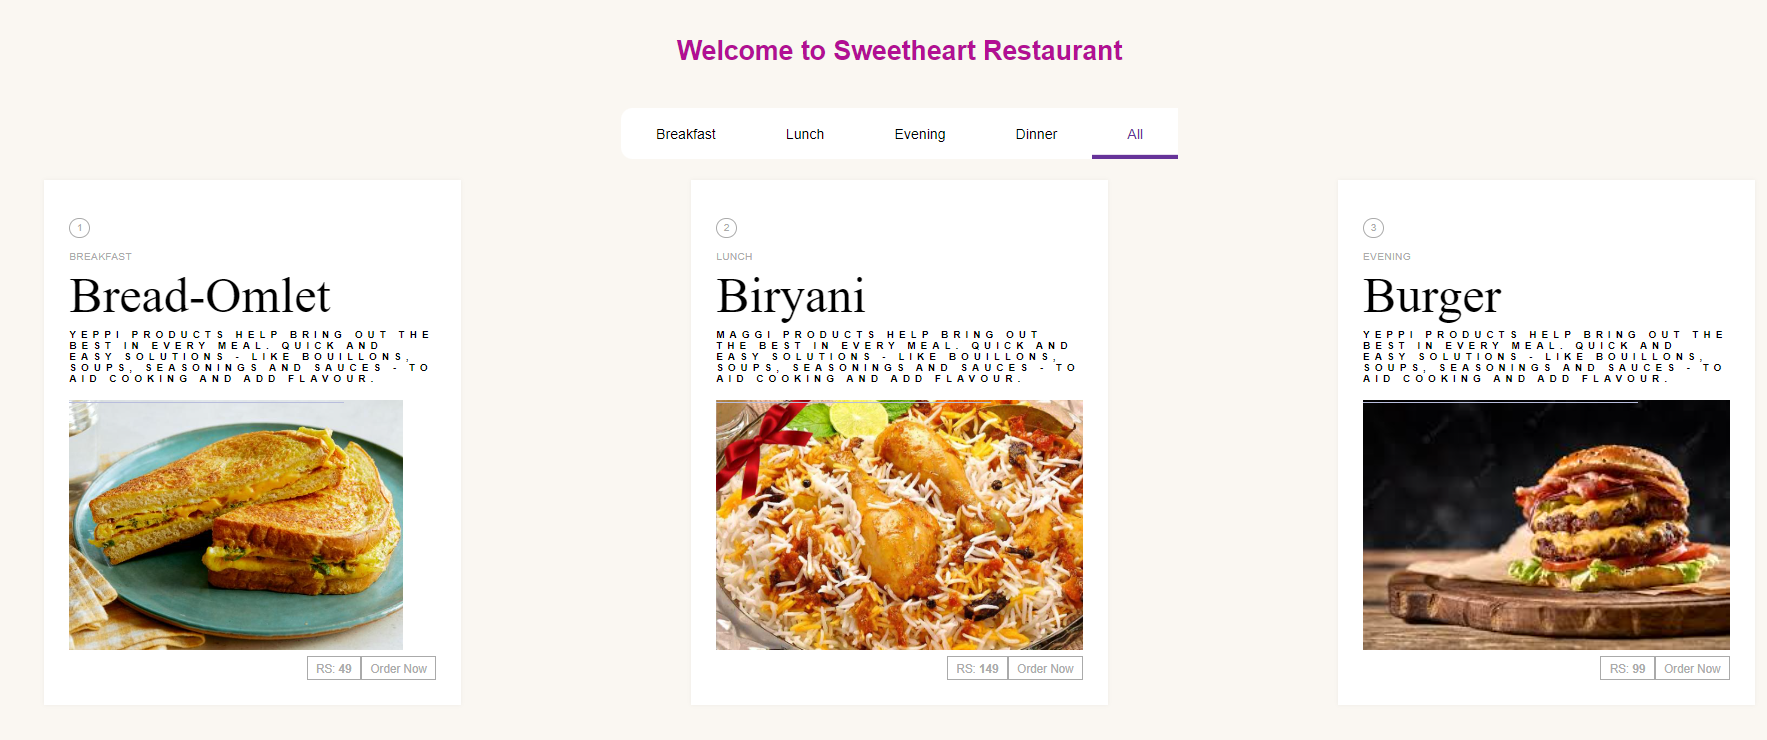 Welcome to Sweetheart Restaurant
Breakfast Lunch Evening Dinner All
1
BREAKFAST
Bread-Omlet
YEPPI PRODUCTS HELP BRING OUT THE
BEST IN EVERY MEAL. QUICK AND
EASY SOLUTIONS - LIKE BOUILLONS,
SOUPS, SEASONINGS AND SAUCES - TO
AID COOKING AND ADD FLAVOUR.
RS: 49 Order Now
2
LUNCH
Biryani
MAGGI PRODUCTS HELP BRING OUT
THE BEST IN EVERY MEAL. QUICK AND
EASY SOLUTIONS - LIKE BOUILLONS,
SOUPS, SEASONINGS AND SAUCES - TO
AID COOKING AND ADD FLAVOUR.
RS: 149 Order Now
3
EVENING
Burger
YEPPI PRODUCTS HELP BRING OUT THE
BEST IN EVERY MEAL. QUICK AND
EASY SOLUTIONS - LIKE BOUILLONS,
SOUPS, SEASONINGS AND SAUCES - TO
AID COOKING AND ADD FLAVOUR.
RS: 99 Order Now